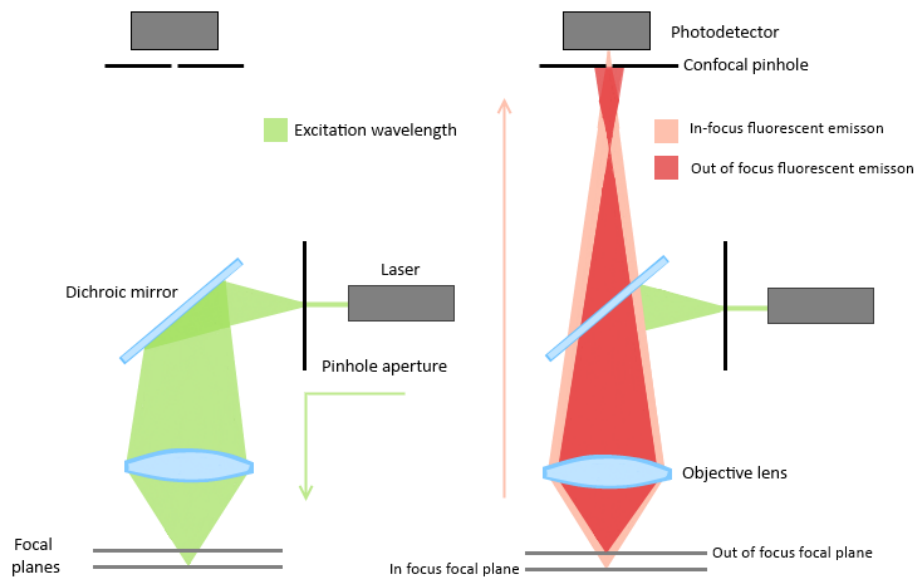 Photodetector
Confocal pinhole
Excitation wavelength
In-focus fluorescent emisson
Out of focus fluorescent emisson
Laser
Dichroic mirror
Pinhole aperture
Objective lens
Focal
planes
Out of focus focal plane
In focus focal plane